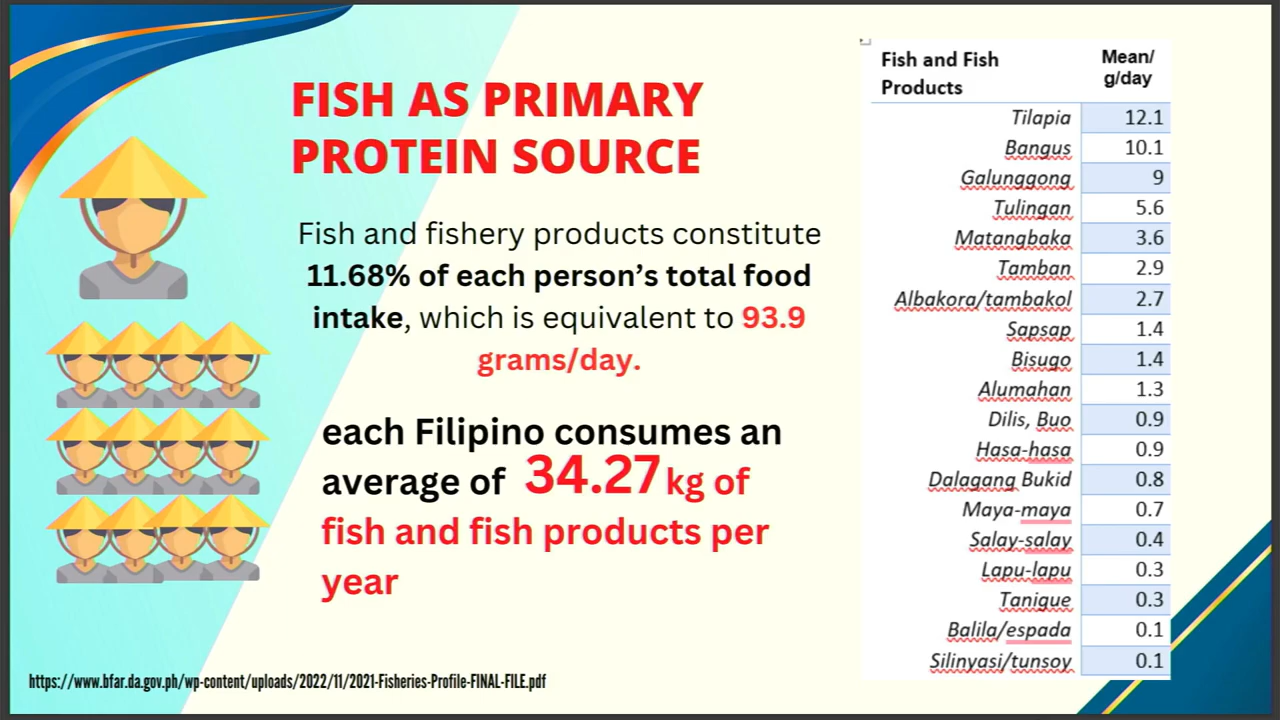 FISH AS PRIMARY
PROTEIN SOURCE
Fish and fishery products constitute
11.68% of each person's total food
intake, which is equivalent to 93.9
grams/day.
each Filipino consumes an
average of 34.27 kg of
fish and fish products per
year
https://www.bfar.da.gov.ph/wp-content/uploads/2022/11/2021-Fisheries-Profile-FINAL-FILE.pdf
Fish and Fish Products Mean/ g/day
Tilapia 12.1
Bangus 10.1
Galunggong 9
Tulingan 5.6
Matangbaka 3.6
Tamban 2.9
Albakora/tambakol 2.7
Sapsap 1.4
Bisugo 1.4
Alumahan 1.3
Dilis, Buo 0.9
Hasa-hasa 0.9
Dalagang Bukid 0.8
Maya-maya 0.7
Salay-salay 0.4
Lapu-lapu 0.3
Tanigue 0.3
Balila/espada 0.1
Silinyasi/tunsoy 0.1